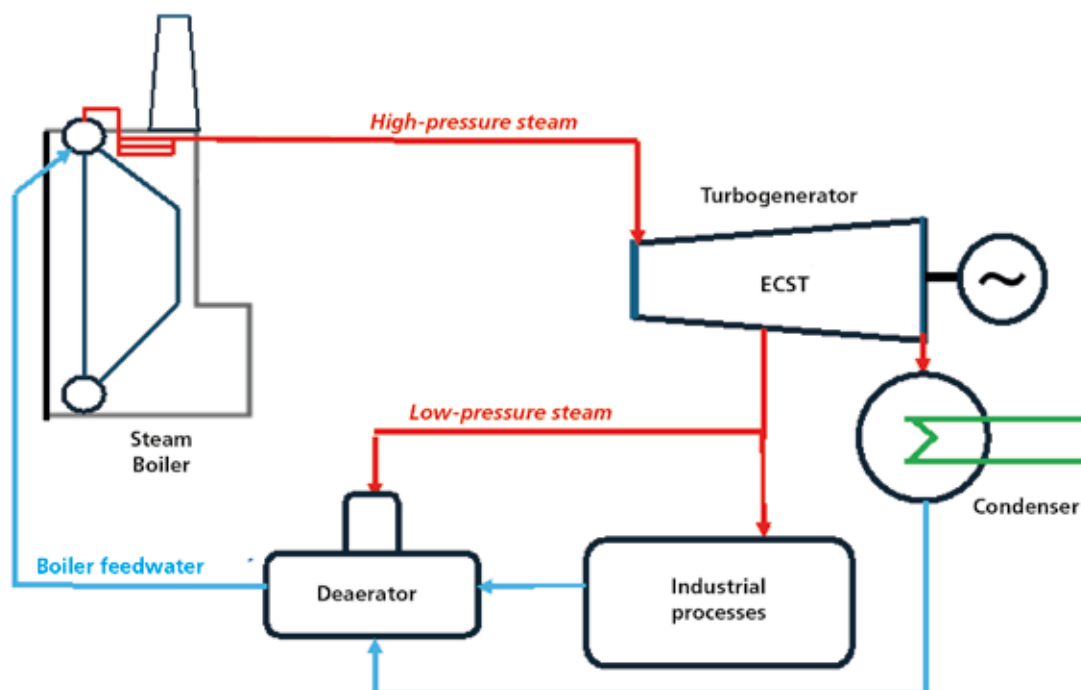 High-pressure steam
Turbogenerator
ECST
Low-pressure steam
Steam
Boiler
Condenser
Boiler feedwater
Deaerator
Industrial
processes